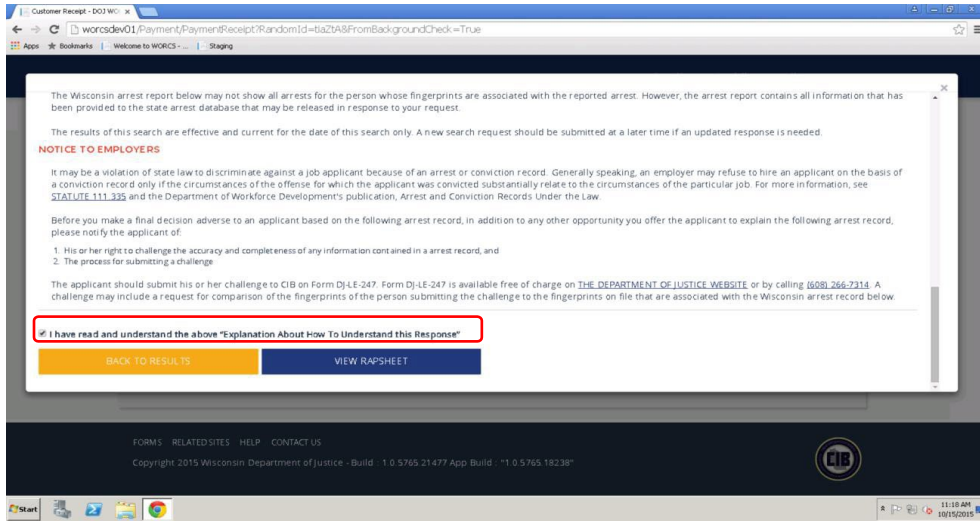 Customer Receipt - DOJ WO
worcsdev01/Payment/PaymentReceipt?RandomId=tiaZtA8&FromBackgroundCheck=True
Apps Bookmarks Welcome to WORCS - ... Staging
The Wisconsin arrest report below may not show all arrests for the person whose fingerprints are associated with the reported arrest. However, the arrest report contains all information that has
been provided to the state arrest database that may be released in response to your request.
The results of this search are effective and current for the date of this search only. A new search request should be submitted at a later time if an updated response is needed.
NOTICE TO EMPLOYERS
It may be a violation of state law to discriminate against a job applicant because of an arrest or conviction record. Generally speaking, an employer may refuse to hire an applicant on the basis of
a conviction record only if the circumstances of the offense for which the applicant was convicted substantially relate to the circumstances of the particular job. For more information, see
STATUTE 111.335 and the Department of Workforce Development's publication, Arrest and Conviction Records Under the Law.
Before you make a final decision adverse to an applicant based on the following arrest record, in addition to any other opportunity you offer the applicant to explain the following arrest record,
please notify the applicant of:
1. His or her right to challenge the accuracy and completeness of any information contained in a arrest record, and
2. The process for submitting a challenge
The applicant should submit his or her challenge to CIB on Form DJ-LE-247. Form DJ-LE-247 is available free of charge on THE DEPARTMENT OF JUSTICE WEBSITE or by calling (608) 266-7314. A
challenge may include a request for comparison of the fingerprints of the person submitting the challenge to the fingerprints on file that are associated with the Wisconsin arrest record below.
I have read and understand the above "Explanation About How To Understand this Response"
BACK TO RESULTS VIEW RAPSHEET
FORMS RELATED SITES HELP CONTACT US
Copyright 2015 Wisconsin Department of Justice - Build : 1.0.5765.21477 App Build : "1.0.5765.18238"
CIB
Start
11:18 AM
10/15/2015